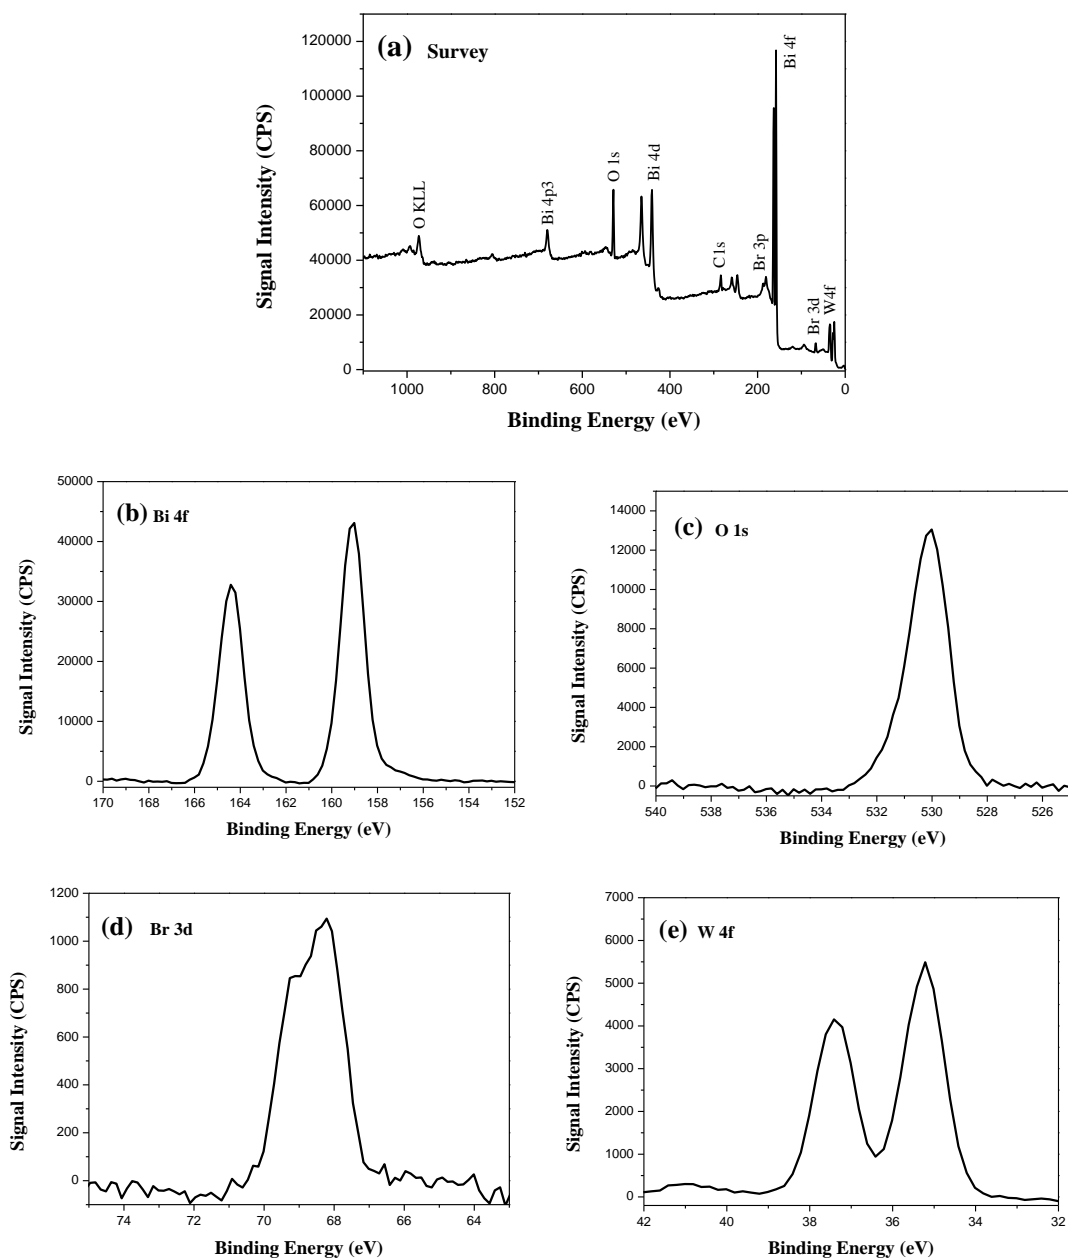 (a) Survey
Signal Intensity (CPS)
120000
100000
80000
60000
40000
20000
0
O KLL
Bi 4p3
O 1s
Bi 4d
C 1s
Br 3p
Bi 4f
Br 3d
W4f
1000 800 600 400 200 0
Binding Energy (eV)
(b) Bi 4f
Signal Intensity (CPS)
50000
40000
30000
20000
10000
0
170 168 166 164 162 160 158 156 154 152
Binding Energy (eV)
(c) O 1s
Signal Intensity (CPS)
14000
12000
10000
8000
6000
4000
2000
0
540 538 536 534 532 530 528 526
Binding Energy (eV)
(d) Br 3d
Signal Intensity (CPS)
1200
1000
800
600
400
200
0
74 72 70 68 66 64
Binding Energy (eV)
(e) W 4f
Signal Intensity (CPS)
7000
6000
5000
4000
3000
2000
1000
0
42 40 38 36 34 32
Binding Energy (eV)